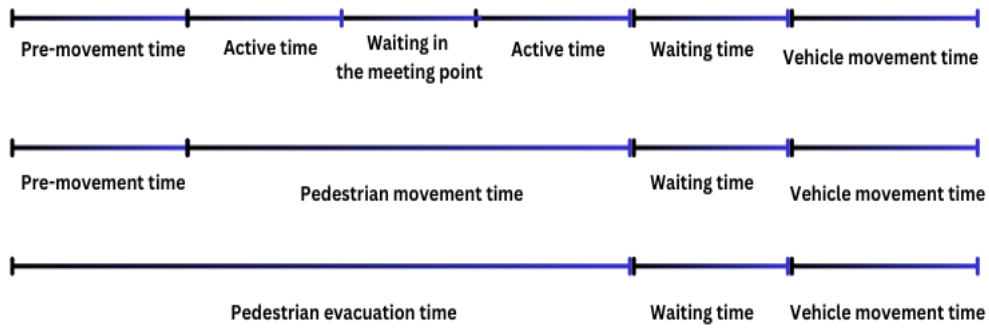 Pre-movement time
Active time
Waiting in
the meeting point
Active time
Waiting time
Vehicle movement time
Pre-movement time
Pedestrian movement time
Waiting time
Vehicle movement time
Pedestrian evacuation time
Waiting time
Vehicle movement time